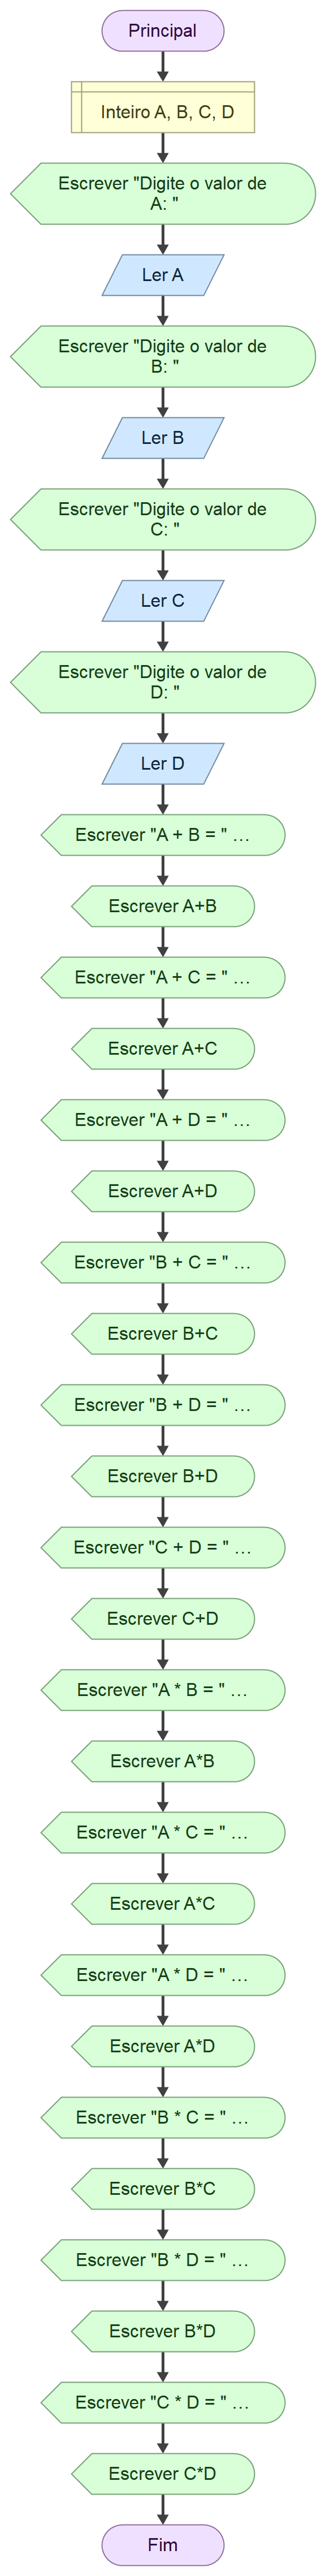 Principal
Inteiro A, B, C, D
Escrever "Digite o valor de
A: "
Ler A
Escrever "Digite o valor de
B: "
Ler B
Escrever "Digite o valor de
C: "
Ler C
Escrever "Digite o valor de
D: "
Ler D
Escrever "A + B = " ...
Escrever A+B
Escrever "A + C = " ...
Escrever A+C
Escrever "A + D = " ...
Escrever A+D
Escrever "B + C = " ...
Escrever B+C
Escrever "B + D = " ...
Escrever B+D
Escrever "C + D = " ...
Escrever C+D
Escrever "A * B = " ...
Escrever A*B
Escrever "A * C = " ...
Escrever A*C
Escrever "A * D = " ...
Escrever A*D
Escrever "B * C = " ...
Escrever B*C
Escrever "B * D = " ...
Escrever B*D
Escrever "C * D = " ...
Escrever C*D
Fim